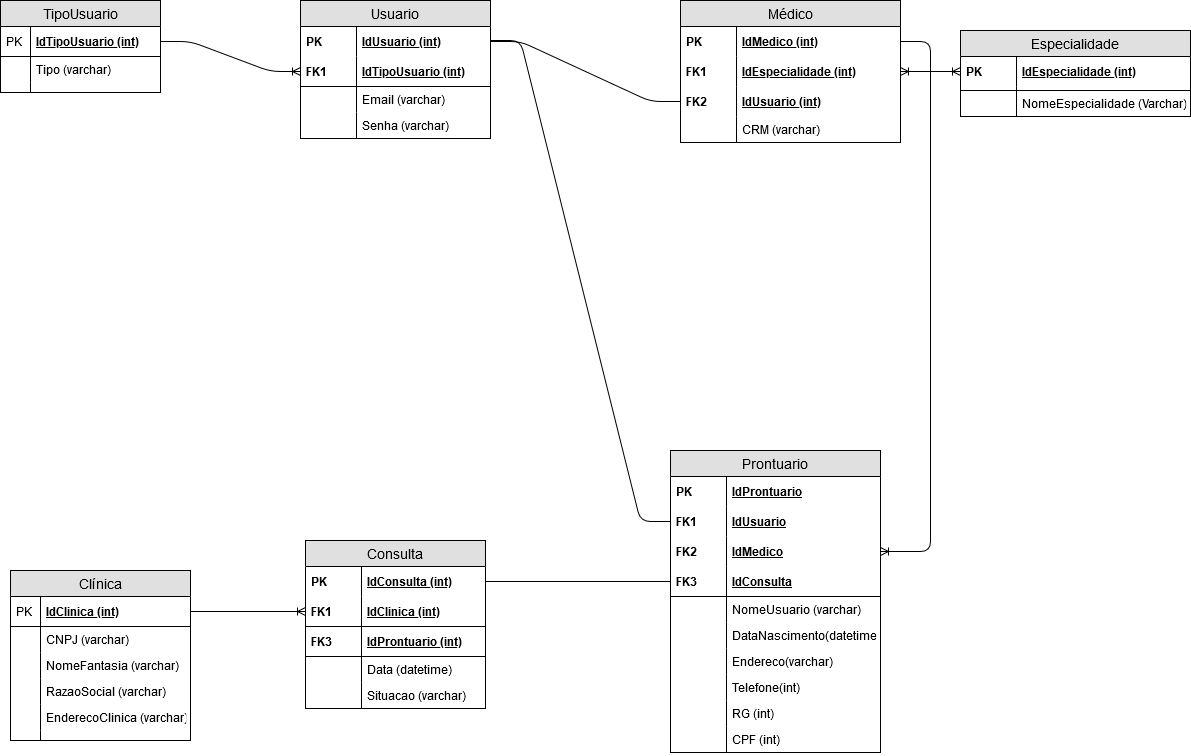 TipoUsuario
PK IdTipoUsuario (int)
Tipo (varchar)
Usuario
PK IdUsuario (int)
FK1 IdTipoUsuario (int)
Email (varchar)
Senha (varchar)
Médico
PK IdMedico (int)
FK1 IdEspecialidade (int)
FK2 IdUsuario (int)
CRM (varchar)
Especialidade
PK IdEspecialidade (int)
NomeEspecialidade (Varchar)
Prontuario
PK IdProntuario
FK1 IdUsuario
FK2 IdMedico
FK3 IdConsulta
NomeUsuario (varchar)
DataNascimento(datetime
Endereco(varchar)
Telefone(int)
RG (int)
CPF (int)
Consulta
PK IdConsulta (int)
FK1 IdClinica (int)
FK3 IdProntuario (int)
Data (datetime)
Situacao (varchar)
Clínica
PK IdClinica (int)
CNPJ (varchar)
NomeFantasia (varchar)
RazaoSocial (varchar)
EnderecoClinica (varchar)